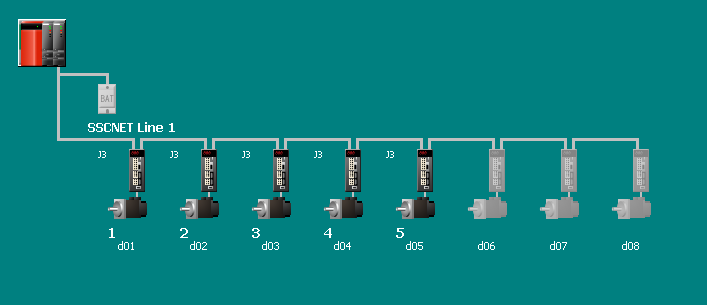 BAT
SSCNET Line 1
J3 J3 J3 J3 J3
1 2 3 4 5
d01 d02 d03 d04 d05 d06 d07 d08